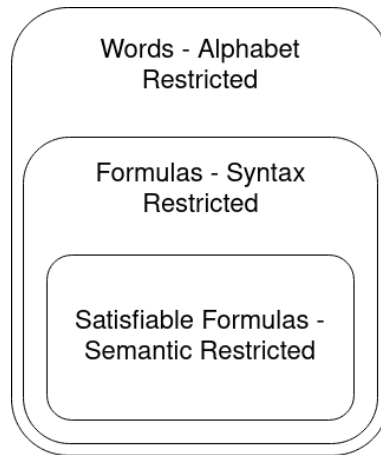 Words - Alphabet
Restricted
Formulas - Syntax
Restricted
Satisfiable Formulas -
Semantic Restricted